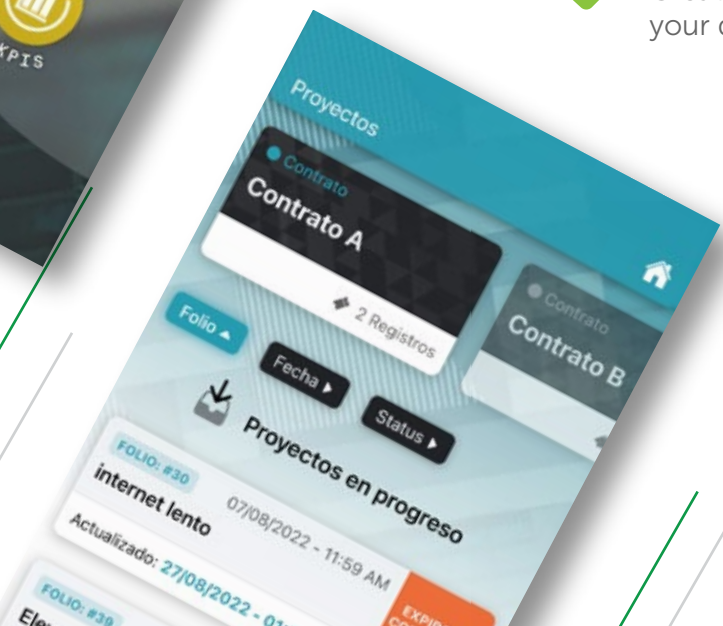 your
KPIS
Proyectos
Contrato
Contrato A
2 Registros
Contrato
Contrato B
Folio
Fecha
Status
Proyectos en progreso
FOLIO: #30
07/08/2022 - 11:59 AM
internet lento
Actualizado: 27/08/2022 -
FOLIO: #39